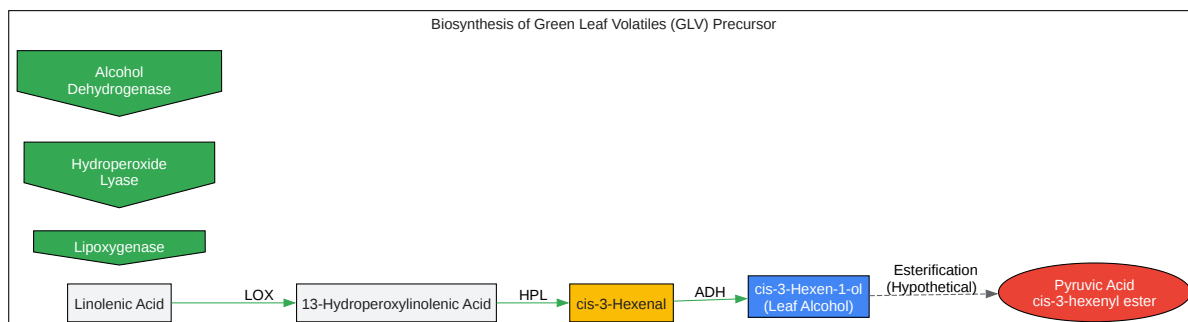 Biosynthesis of Green Leaf Volatiles (GLV) Precursor
Alcohol
Dehydrogenase
Hydroperoxide
Lyase
Lipoxygenase
Linolenic Acid
LOX
13-Hydroperoxylinolenic Acid
HPL
cis-3-Hexenal
ADH
cis-3-Hexen-1-ol
(Leaf Alcohol)
Esterification
(Hypothetical)
Pyruvic Acid
cis-3-hexenyl ester